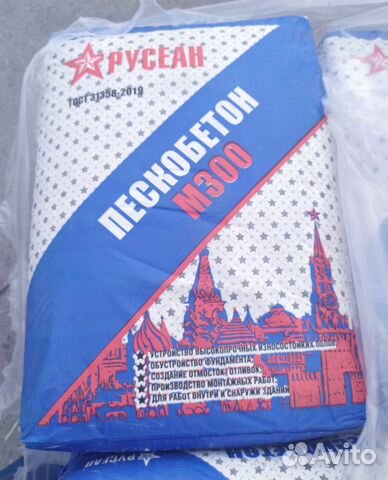 РУСЕАН
ГОСТ 31358-2019
ПЕСКОБЕТОН
М300
УСТРОЙСТВО ВЫСОКОПРОЧНЫХ ИЗНОСОСТОЙКИХ ПОЛОВ;
ОБУСТРОЙСТВО ФУНДАМЕНТА;
СОЗДАНИЕ ОТМОСТОК, ОТЛИВОК;
ПРОИЗВОДСТВО МОНТАЖНЫХ РАБОТ;
ДЛЯ РАБОТ ВНУТРИ И СНАРУЖИ ЗДАНИЙ
РУСЕАН
Avito